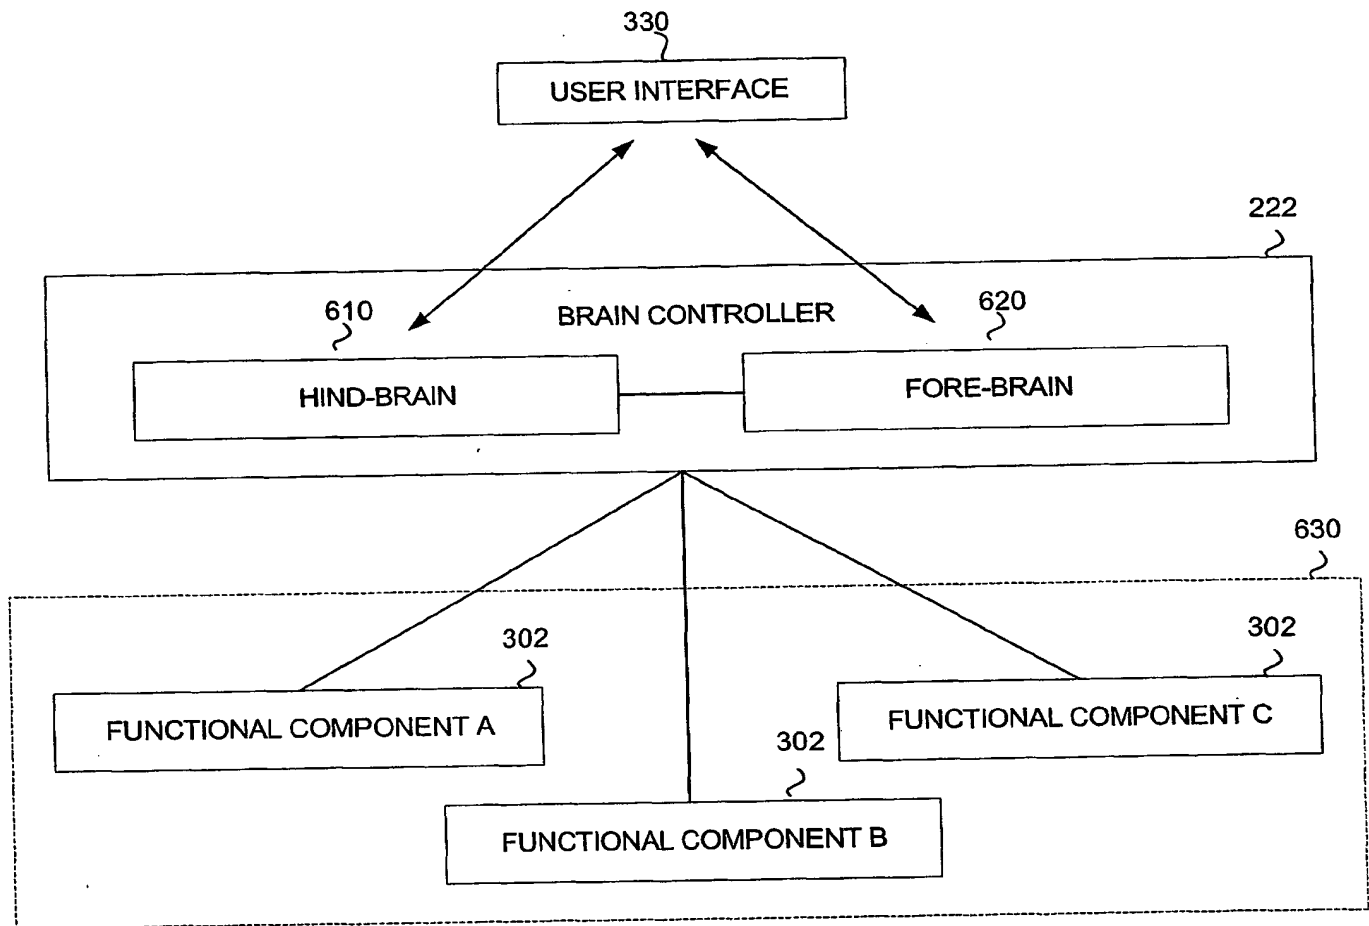 330
USER INTERFACE
222
610
BRAIN CONTROLLER
620
HIND-BRAIN
FORE-BRAIN
630
302
302
FUNCTIONAL COMPONENT A
FUNCTIONAL COMPONENT C
302
FUNCTIONAL COMPONENT B